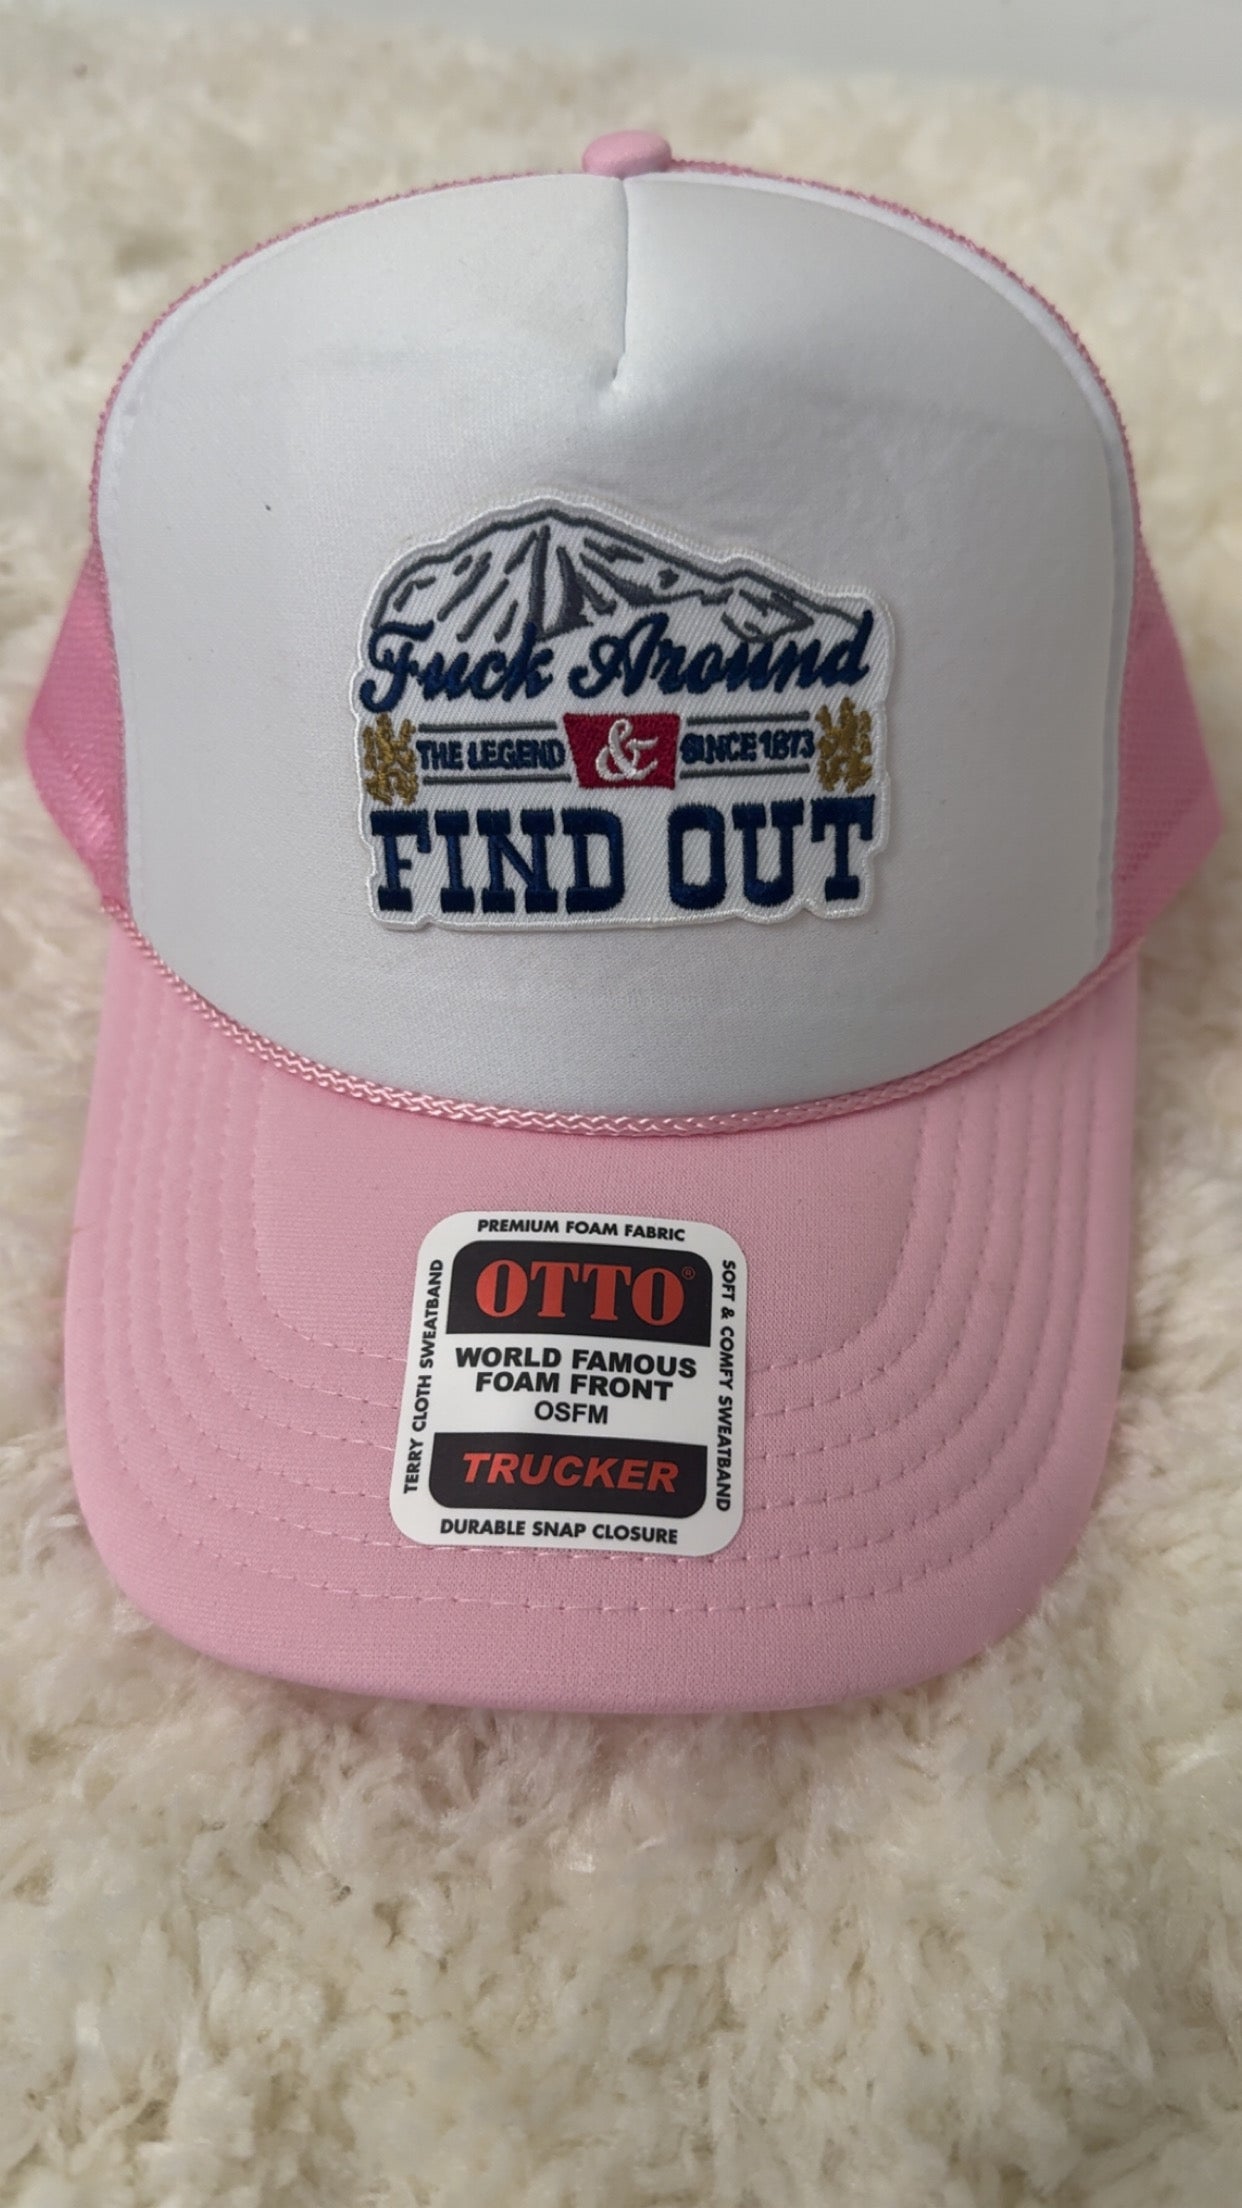 Fuck Around
THE LEGEND & SINCE 1873
FIND OUT
PREMIUM FOAM FABRIC
OTTO®
WORLD FAMOUS
FOAM FRONT
OSFM
TRUCKER
DURABLE SNAP CLOSURE
TERRY CLOTH SWEATBAND
SOFT & COMFY SWEATBAND